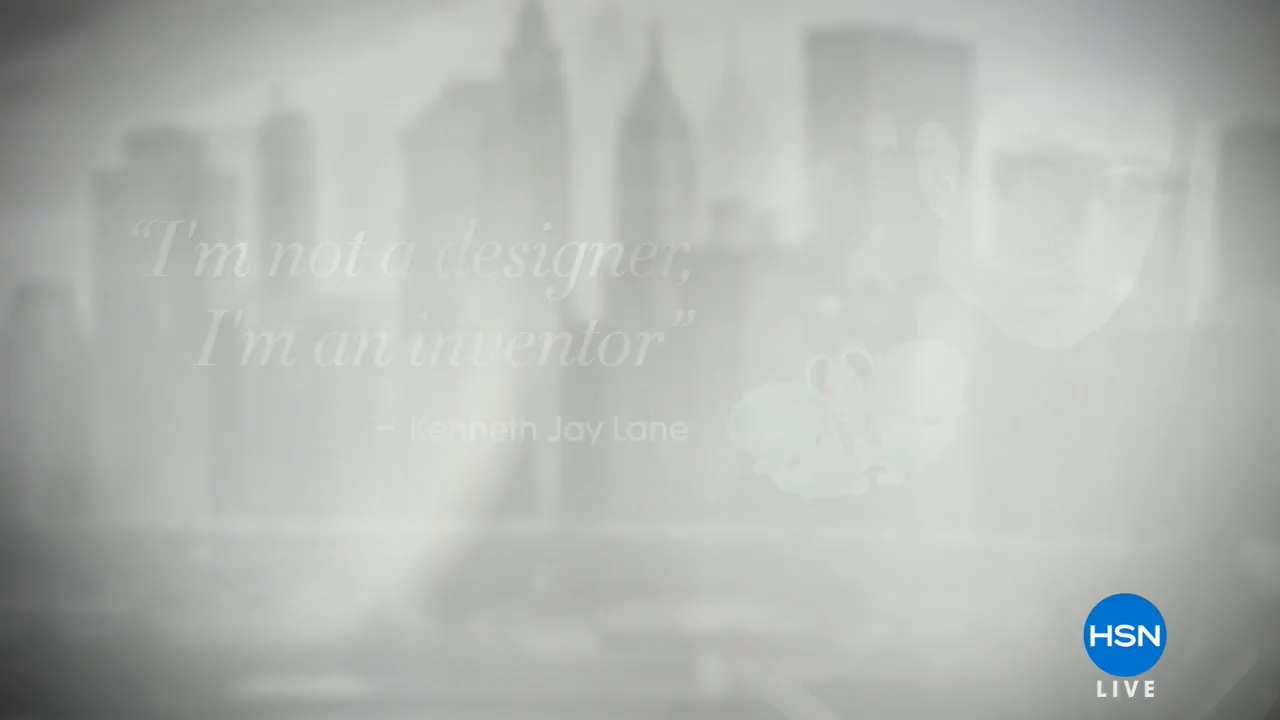 “I'm not a designer,
I'm an inventor”
– Kenneth Jay Lane
HSN
LIVE